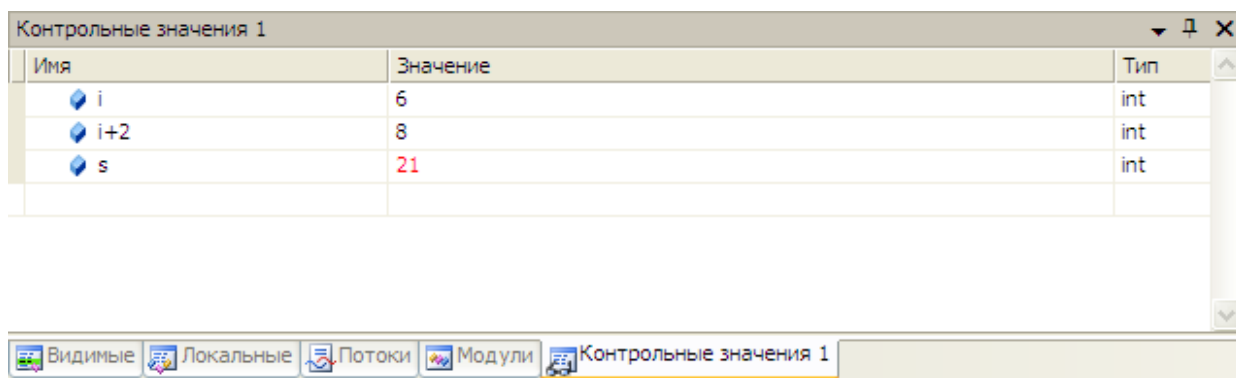 Контрольные значения 1
Имя Значение Тип
i 6 int
i+2 8 int
s 21 int
Видимые Локальные Потоки Модули Контрольные значения 1